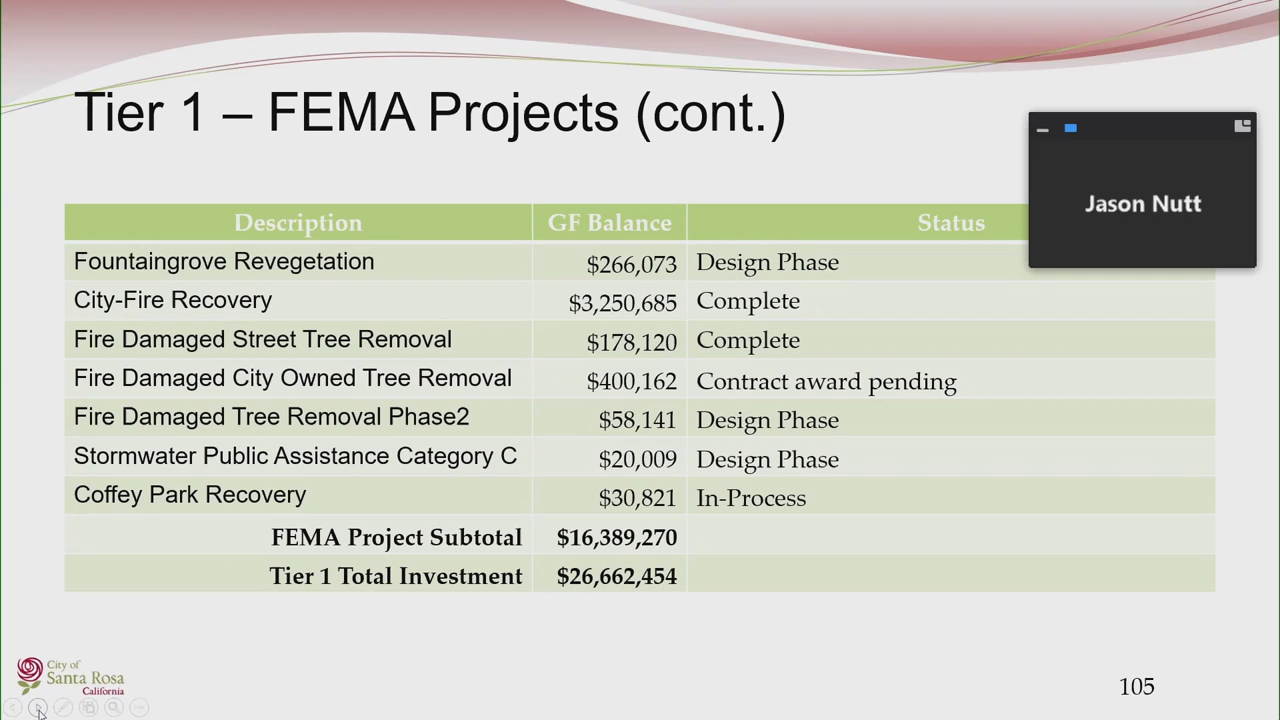 Tier 1 – FEMA Projects (cont.)
Jason Nutt
Description GF Balance Status
Fountaingrove Revegetation $266,073 Design Phase
City-Fire Recovery $3,250,685 Complete
Fire Damaged Street Tree Removal $178,120 Complete
Fire Damaged City Owned Tree Removal $400,162 Contract award pending
Fire Damaged Tree Removal Phase2 $58,141 Design Phase
Stormwater Public Assistance Category C $20,009 Design Phase
Coffey Park Recovery $30,821 In-Process
FEMA Project Subtotal $16,389,270
Tier 1 Total Investment $26,662,454
City of
Santa Rosa
California
105